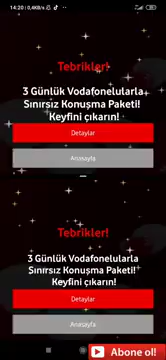 14:20 | 0,4KB/s
Tebrikler!
3 Günlük Vodafonelularla
Sınırsız Konuşma Paketi!
Keyfini çıkarın!
Detaylar
Anasayfa
Tebrikler!
3 Günlük Vodafonelularla
Sınırsız Konuşma Paketi!
Keyfini çıkarın!
Detaylar
Anasayfa
Abone ol!